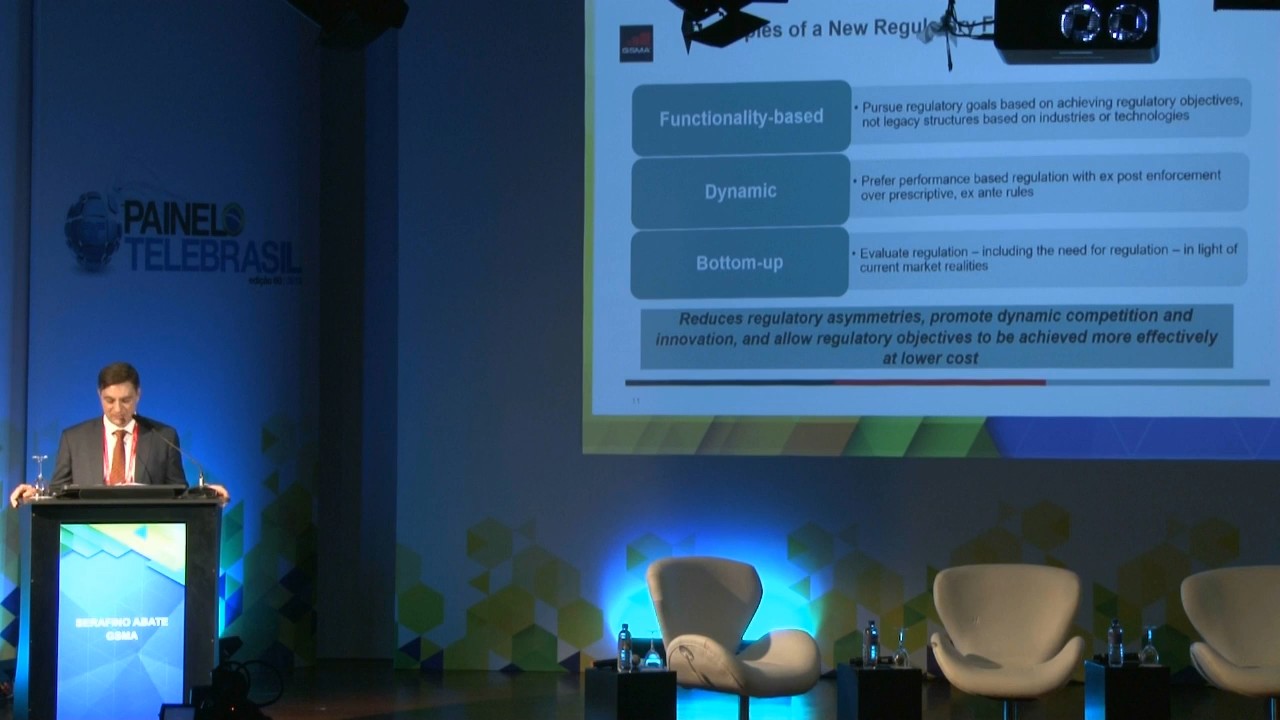 PAINEL
TELEBRASIL
SERAFINO ABATE
GSMA
GSMA
of a New
Functionality-based
• Pursue regulatory goals based on achieving regulatory objectives,
not legacy structures based on industries or technologies
Dynamic
• Prefer performance based regulation with ex post enforcement
over prescriptive, ex ante rules
Bottom-up
• Evaluate regulation – including the need for regulation – in light of
current market realities
Reduces regulatory asymmetries, promote dynamic competition and
innovation, and allow regulatory objectives to be achieved more effectively
at lower cost
11